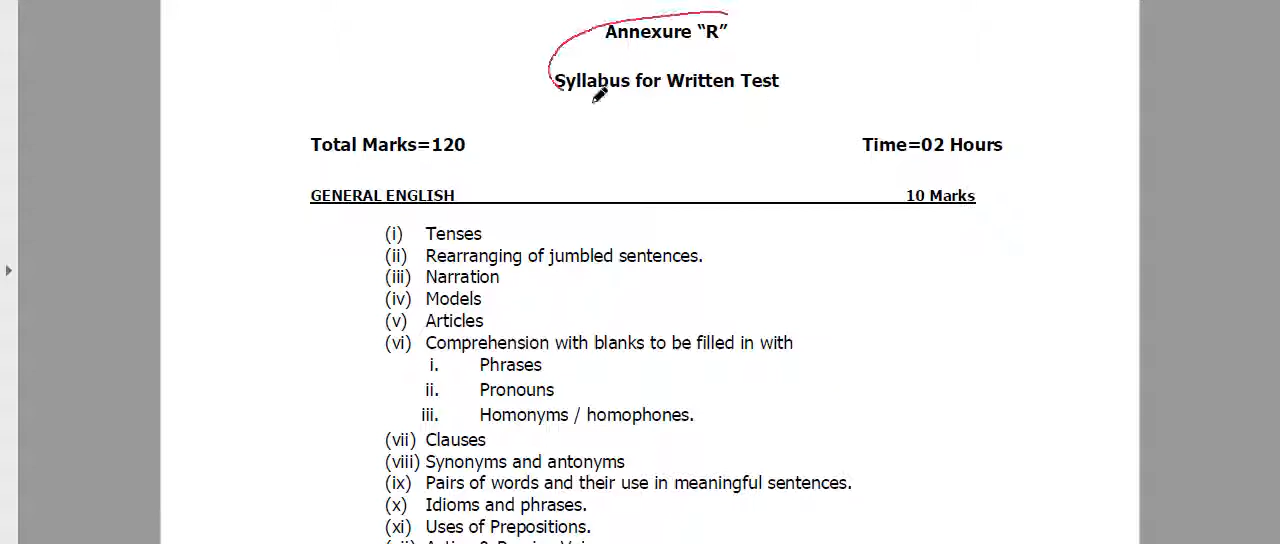 Annexure “R”
Syllabus for Written Test
Total Marks=120 Time=02 Hours
GENERAL ENGLISH 10 Marks
(i) Tenses
(ii) Rearranging of jumbled sentences.
(iii) Narration
(iv) Models
(v) Articles
(vi) Comprehension with blanks to be filled in with
i. Phrases
ii. Pronouns
iii. Homonyms / homophones.
(vii) Clauses
(viii) Synonyms and antonyms
(ix) Pairs of words and their use in meaningful sentences.
(x) Idioms and phrases.
(xi) Uses of Prepositions.